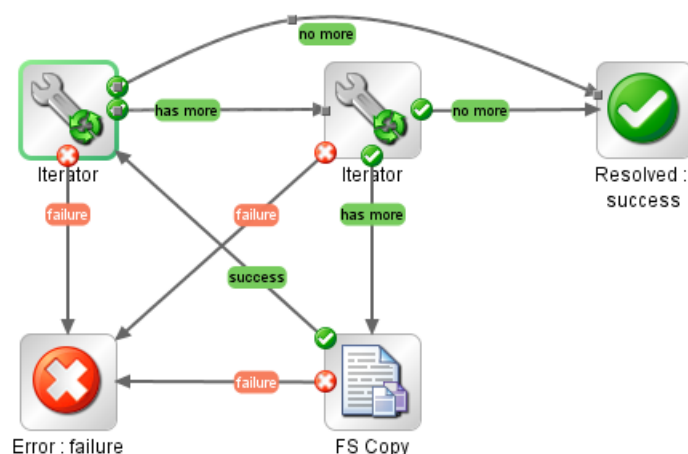 no more
has more
no more
Iterator
Iterator
Resolved :
success
failure
failure
has more
success
failure
Error : failure
FS Copy